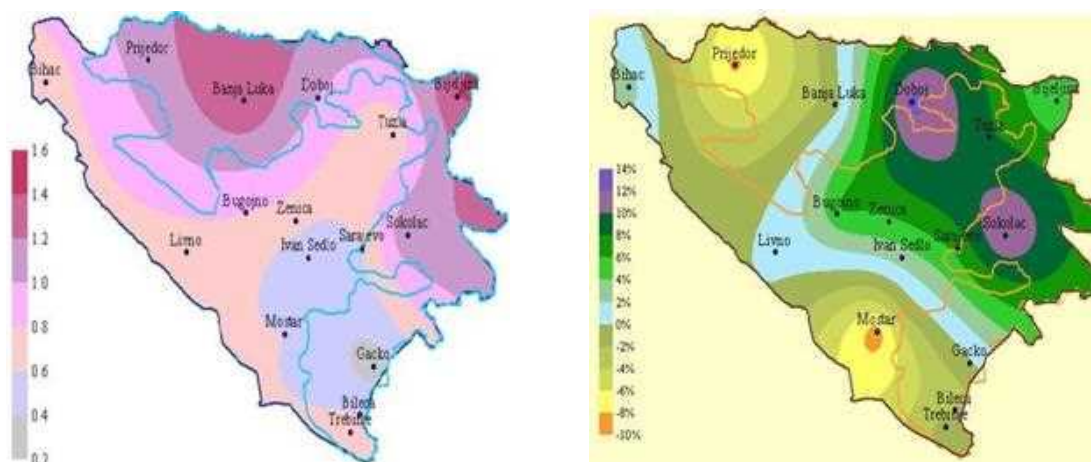 Prijedor
Bihac
Banja Luka
Doboj
Bijeljina
Tuzla
1.6
1.4
1.2
1.0
0.8
0.6
0.4
0.2
Bugojno
Zenica
Sokolac
Sarajevo
Livno
Ivan Sedlo
Mostar
Gacko
Bileca
Trebinje
Prijedor
Bihac
Banja Luka
Doboj
Bijeljina
Tuzla
14%
12%
10%
8%
6%
4%
2%
0%
-2%
-4%
-6%
-8%
-10%
Bugojno
Zenica
Sokolac
Sarajevo
Livno
Ivan Sedlo
Mostar
Gacko
Bileca
Trebinje